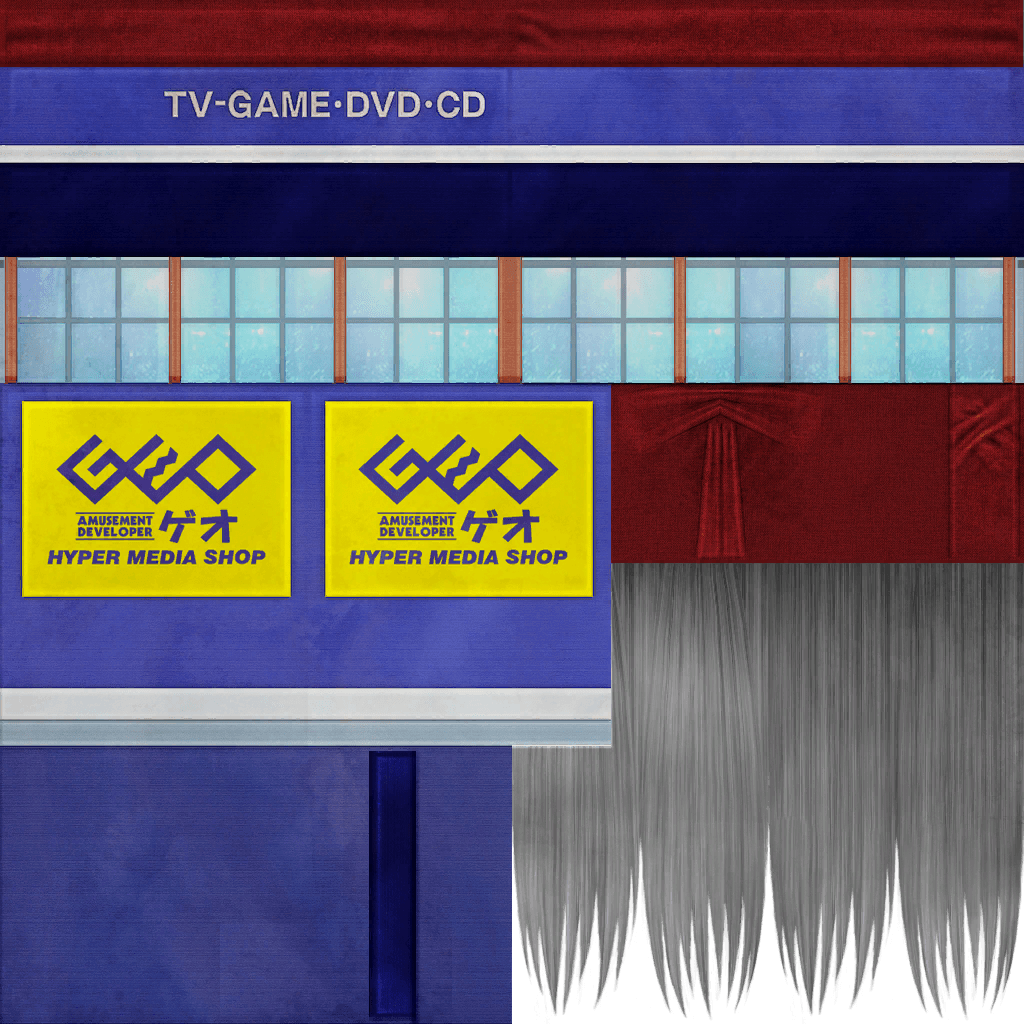 TV-GAME·DVD·CD
GEO
AMUSEMENT
DEVELOPER
ゲオ
HYPER MEDIA SHOP
GEO
AMUSEMENT
DEVELOPER
ゲオ
HYPER MEDIA SHOP